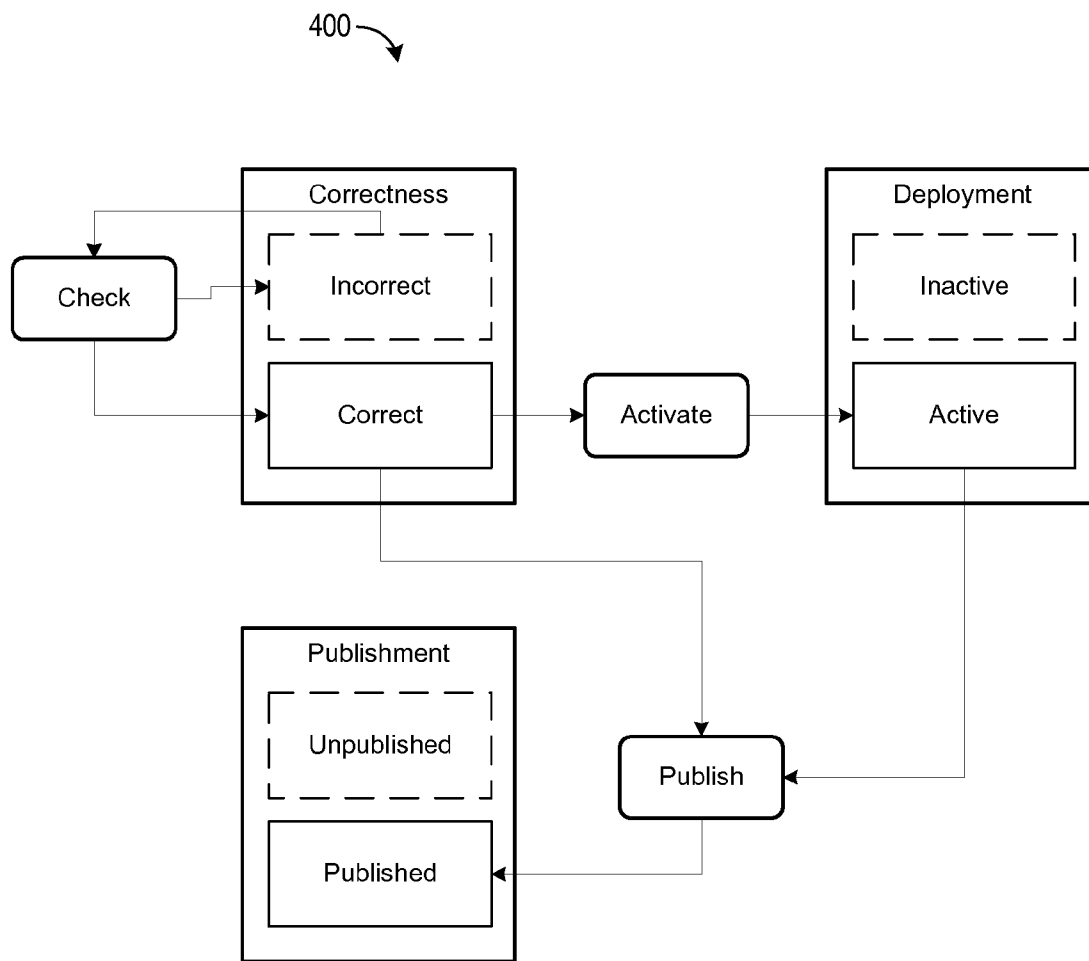 400
Correctness
Deployment
Incorrect
Inactive
Check
Correct
Activate
Active
Publishment
Unpublished
Publish
Published